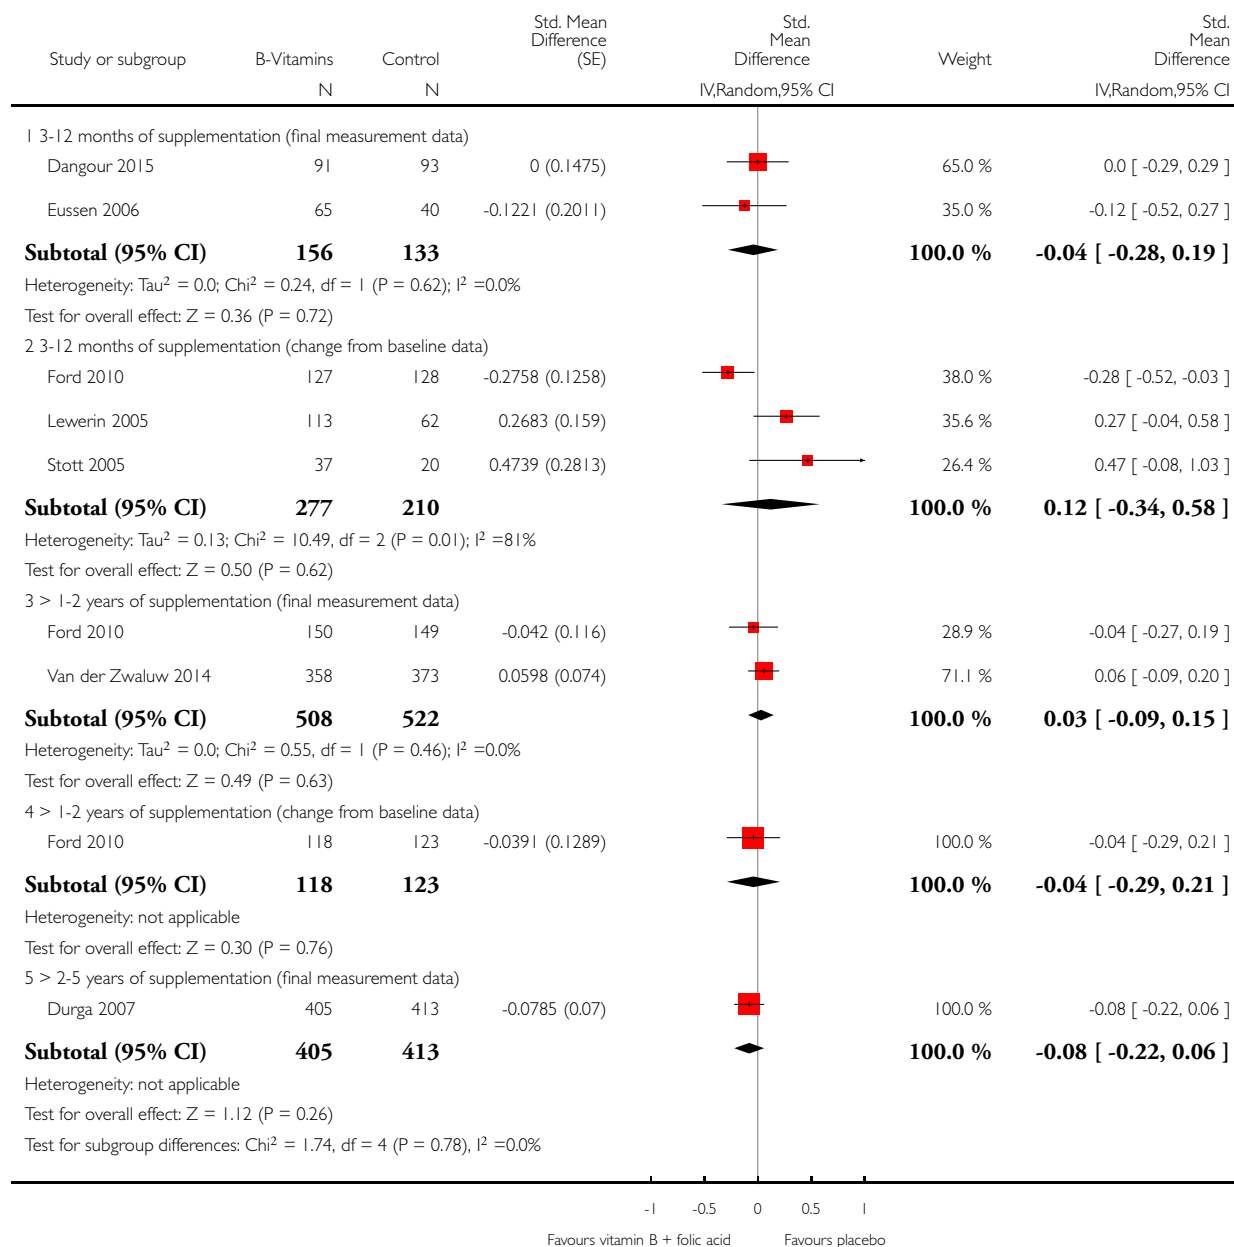 Study or subgroup B-Vitamins Control Std. Mean Difference (SE) Std. Mean Difference Weight Std. Mean Difference
N N IV,Random,95% CI IV,Random,95% CI
1 3-12 months of supplementation (final measurement data)
Dangour 2015 91 93 0 (0.1475) 65.0 % 0.0 [ -0.29, 0.29 ]
Eussen 2006 65 40 -0.1221 (0.2011) 35.0 % -0.12 [ -0.52, 0.27 ]
Subtotal (95% CI) 156 133 100.0 % -0.04 [ -0.28, 0.19 ]
Heterogeneity: Tau² = 0.0; Chi² = 0.24, df = 1 (P = 0.62); I² =0.0%
Test for overall effect: Z = 0.36 (P = 0.72)
2 3-12 months of supplementation (change from baseline data)
Ford 2010 127 128 -0.2758 (0.1258) 38.0 % -0.28 [ -0.52, -0.03 ]
Lewerin 2005 113 62 0.2683 (0.159) 35.6 % 0.27 [ -0.04, 0.58 ]
Stott 2005 37 20 0.4739 (0.2813) 26.4 % 0.47 [ -0.08, 1.03 ]
Subtotal (95% CI) 277 210 100.0 % 0.12 [ -0.34, 0.58 ]
Heterogeneity: Tau² = 0.13; Chi² = 10.49, df = 2 (P = 0.01); I² =81%
Test for overall effect: Z = 0.50 (P = 0.62)
3 > 1-2 years of supplementation (final measurement data)
Ford 2010 150 149 -0.042 (0.116) 28.9 % -0.04 [ -0.27, 0.19 ]
Van der Zwaluw 2014 358 373 0.0598 (0.074) 71.1 % 0.06 [ -0.09, 0.20 ]
Subtotal (95% CI) 508 522 100.0 % 0.03 [ -0.09, 0.15 ]
Heterogeneity: Tau² = 0.0; Chi² = 0.55, df = 1 (P = 0.46); I² =0.0%
Test for overall effect: Z = 0.49 (P = 0.63)
4 > 1-2 years of supplementation (change from baseline data)
Ford 2010 118 123 -0.0391 (0.1289) 100.0 % -0.04 [ -0.29, 0.21 ]
Subtotal (95% CI) 118 123 100.0 % -0.04 [ -0.29, 0.21 ]
Heterogeneity: not applicable
Test for overall effect: Z = 0.30 (P = 0.76)
5 > 2-5 years of supplementation (final measurement data)
Durga 2007 405 413 -0.0785 (0.07) 100.0 % -0.08 [ -0.22, 0.06 ]
Subtotal (95% CI) 405 413 100.0 % -0.08 [ -0.22, 0.06 ]
Heterogeneity: not applicable
Test for overall effect: Z = 1.12 (P = 0.26)
Test for subgroup differences: Chi² = 1.74, df = 4 (P = 0.78), I² =0.0%
-1 -0.5 0 0.5 1
Favours vitamin B + folic acid Favours placebo